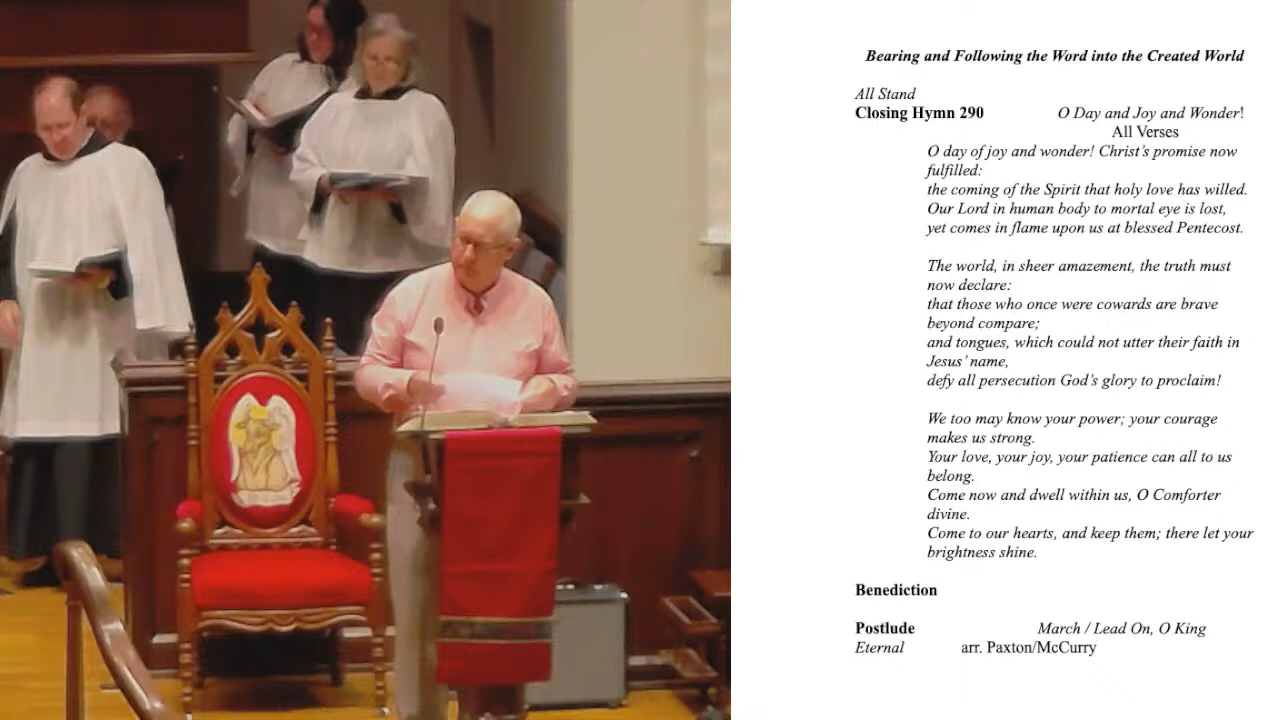 Bearing and Following the Word into the Created World
All Stand
Closing Hymn 290 O Day and Joy and Wonder!
All Verses
O day of joy and wonder! Christ's promise now
fulfilled:
the coming of the Spirit that holy love has willed.
Our Lord in human body to mortal eye is lost,
yet comes in flame upon us at blessed Pentecost.
The world, in sheer amazement, the truth must
now declare:
that those who once were cowards are brave
beyond compare;
and tongues, which could not utter their faith in
Jesus' name,
defy all persecution God's glory to proclaim!
We too may know your power; your courage
makes us strong.
Your love, your joy, your patience can all to us
belong.
Come now and dwell within us, O Comforter
divine.
Come to our hearts, and keep them; there let your
brightness shine.
Benediction
Postlude March / Lead On, O King
Eternal arr. Paxton/McCurry